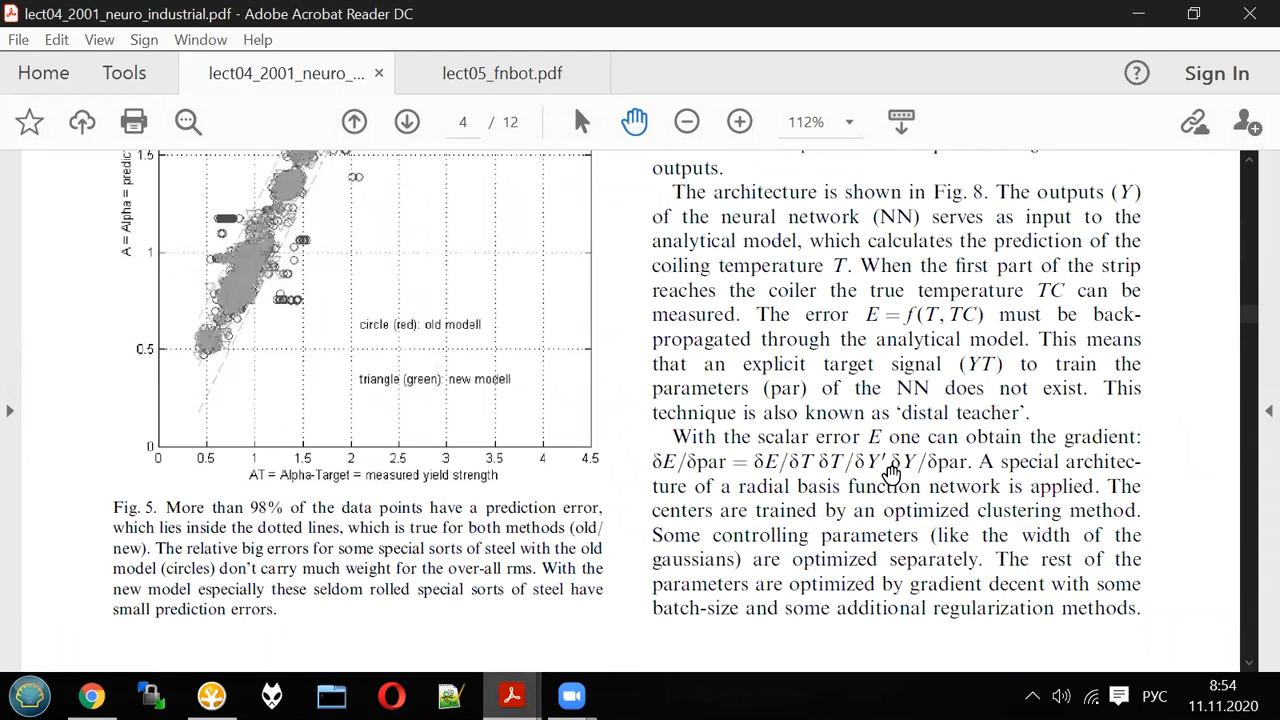 lect04_2001_neuro_industrial.pdf - Adobe Acrobat Reader DC
File Edit View Sign Window Help
Home Tools lect04_2001_neuro_... × lect05_fnbot.pdf Sign In
4 / 12 112%
1.5
1
0.5
0
0 0.5 1 1.5 2 2.5 3 3.5 4 4.5
A = Alpha = predic
circle (red): old modell
triangle (green): new modell
AT = Alpha-Target = measured yield strength
Fig. 5. More than 98% of the data points have a prediction error,
which lies inside the dotted lines, which is true for both methods (old/
new). The relative big errors for some special sorts of steel with the old
model (circles) don't carry much weight for the over-all rms. With the
new model especially these seldom rolled special sorts of steel have
small prediction errors.
outputs.
The architecture is shown in Fig. 8. The outputs (Y)
of the neural network (NN) serves as input to the
analytical model, which calculates the prediction of the
coiling temperature T. When the first part of the strip
reaches the coiler the true temperature TC can be
measured. The error E = f(T, TC) must be back-
propagated through the analytical model. This means
that an explicit target signal (YT) to train the
parameters (par) of the NN does not exist. This
technique is also known as ‘distal teacher’.
With the scalar error E one can obtain the gradient:
δE/δpar = δE/δT δT/δY′ δY/δpar. A special architec-
ture of a radial basis function network is applied. The
centers are trained by an optimized clustering method.
Some controlling parameters (like the width of the
gaussians) are optimized separately. The rest of the
parameters are optimized by gradient decent with some
batch-size and some additional regularization methods.
РУС
8:54
11.11.2020